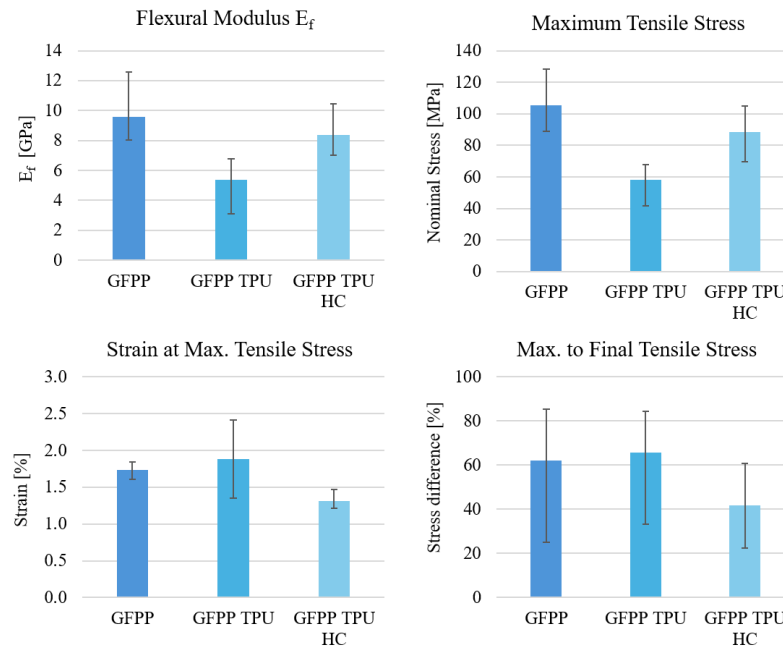 Flexural Modulus E_f
E_f [GPa]
14
12
10
8
6
4
2
0
GFPP
GFPP TPU
GFPP TPU
HC
Maximum Tensile Stress
Nominal Stress [MPa]
140
120
100
80
60
40
20
0
GFPP
GFPP TPU
GFPP TPU
HC
Strain at Max. Tensile Stress
Strain [%]
3.0
2.5
2.0
1.5
1.0
0.5
0.0
GFPP
GFPP TPU
GFPP TPU
HC
Max. to Final Tensile Stress
Stress difference [%]
100
80
60
40
20
0
GFPP
GFPP TPU
GFPP TPU
HC